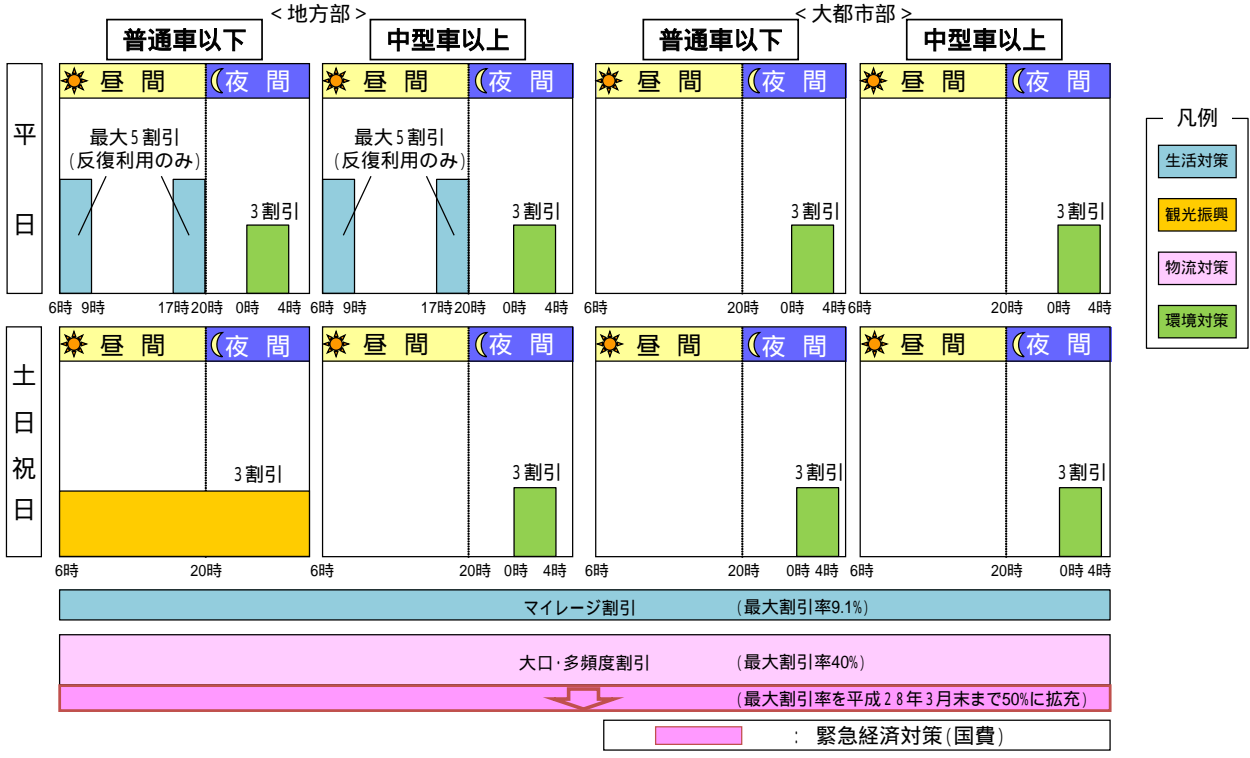 ＜地方部＞
＜大都市部＞
普通車以下
中型車以上
普通車以下
中型車以上
平日
昼間
夜間
最大5割引
(反復利用のみ)
3割引
6時 9時 17時 20時 0時 4時
昼間
夜間
最大5割引
(反復利用のみ)
3割引
6時 9時 17時 20時 0時 4時
昼間
夜間
3割引
6時 20時 0時 4時
昼間
夜間
3割引
6時 20時 0時 4時
土日祝日
昼間
夜間
3割引
6時 20時
昼間
夜間
3割引
6時 20時 0時 4時
昼間
夜間
3割引
6時 20時 0時 4時
昼間
夜間
3割引
6時 20時 0時 4時
凡例
生活対策
観光振興
物流対策
環境対策
マイレージ割引 (最大割引率9.1%)
大口・多頻度割引 (最大割引率40%)
(最大割引率を平成28年3月末まで50%に拡充)
：緊急経済対策(国費)